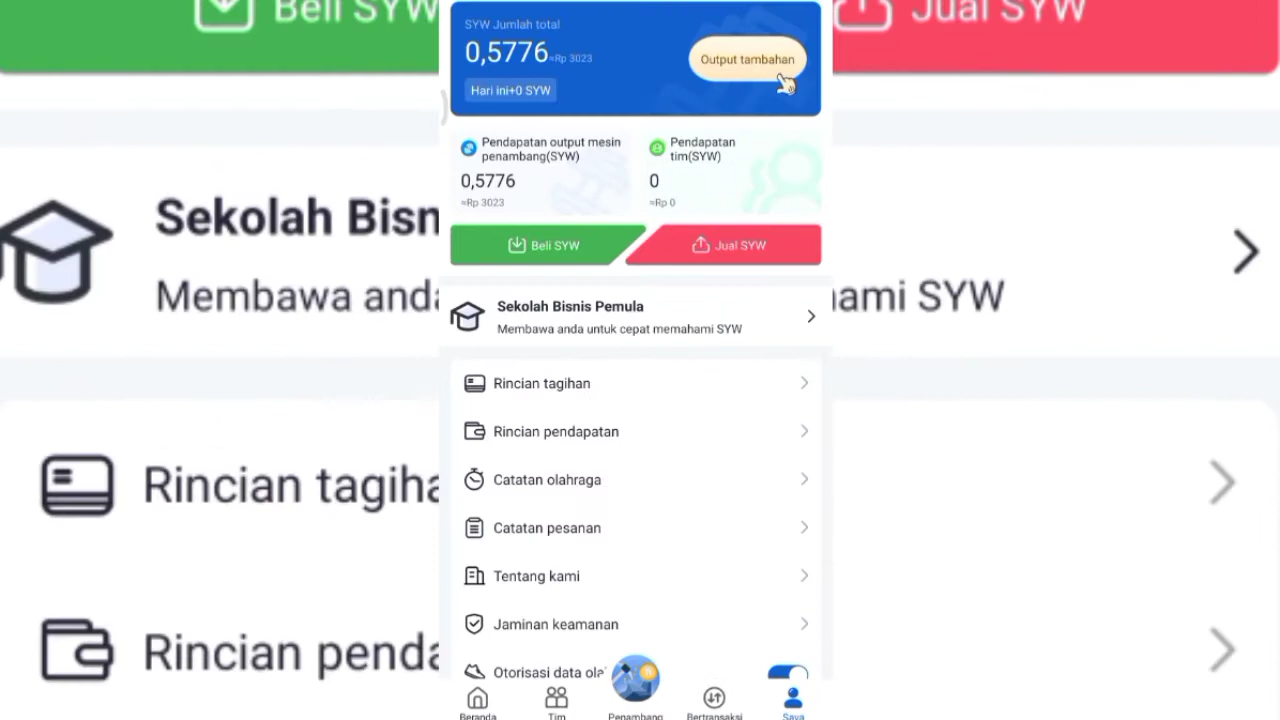 Beli SYW
Jual SYW
SYW Jumlah total
0,5776≈Rp 3023
Output tambahan
Hari ini+0 SYW
Pendapatan output mesin
penambang(SYW)
0,5776
≈Rp 3023
Pendapatan
tim(SYW)
0
≈Rp 0
Beli SYW
Jual SYW
Sekolah Bisn
Membawa anda
ami SYW
Sekolah Bisnis Pemula
Membawa anda untuk cepat memahami SYW
Rincian tagihan
Rincian pendapatan
Catatan olahraga
Catatan pesanan
Tentang kami
Jaminan keamanan
Otorisasi data ola
Rincian tagiha
Rincian penda
Beranda
Tim
Penambang
Bertransaksi
Saya